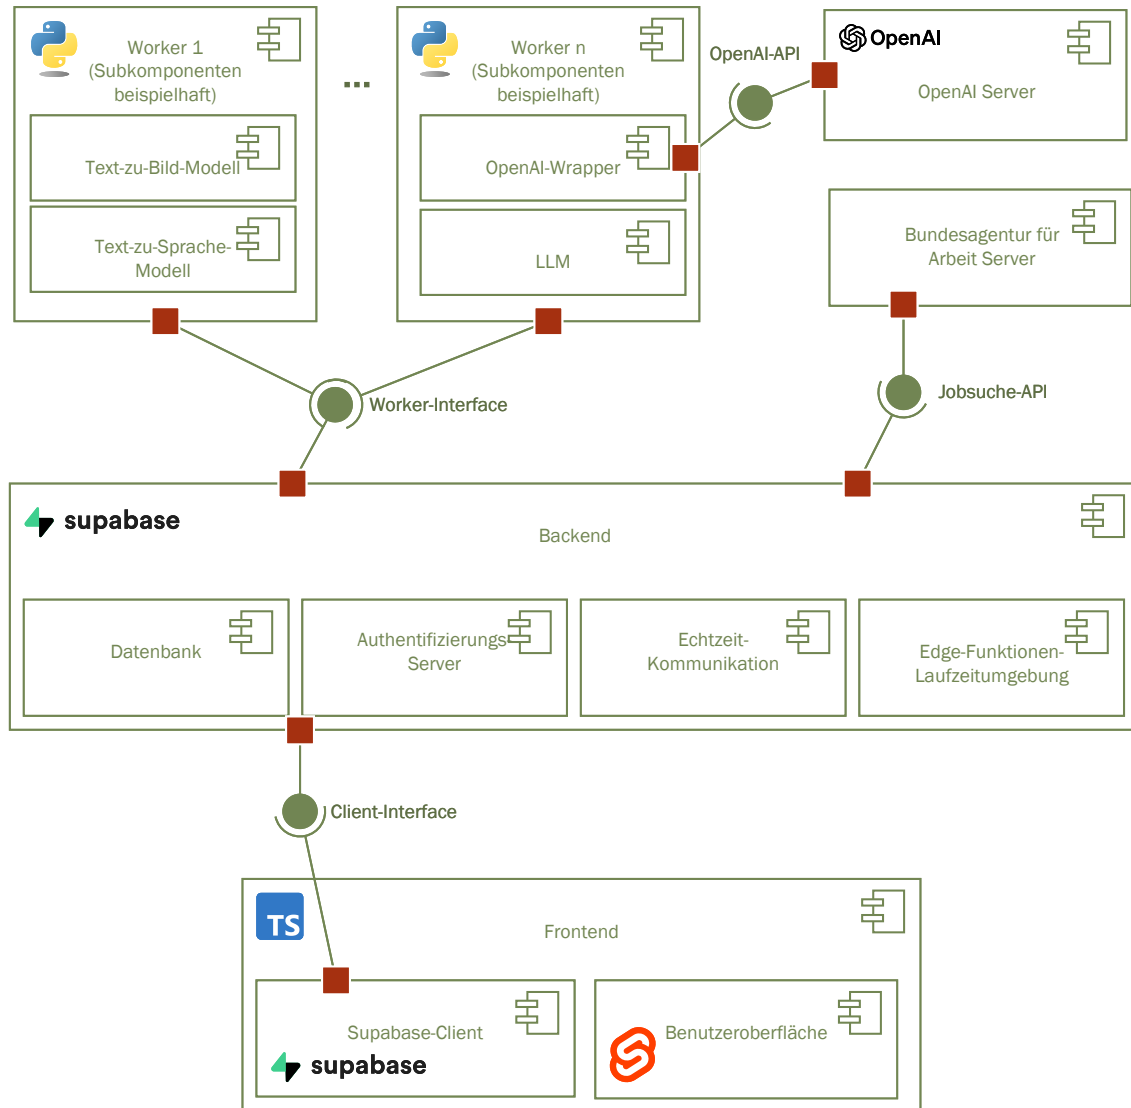 Worker 1
(Subkomponenten
beispielhaft)
Text-zu-Bild-Modell
Text-zu-Sprache-
Modell
...
Worker n
(Subkomponenten
beispielhaft)
OpenAI-Wrapper
LLM
OpenAI-API
OpenAI
OpenAI Server
Bundesagentur für
Arbeit Server
Worker-Interface
Jobsuche-API
supabase
Backend
Datenbank
Authentifizierungs-
Server
Echtzeit-
Kommunikation
Edge-Funktionen-
Laufzeitumgebung
Client-Interface
TS
Frontend
Supabase-Client
supabase
Benutzeroberfläche